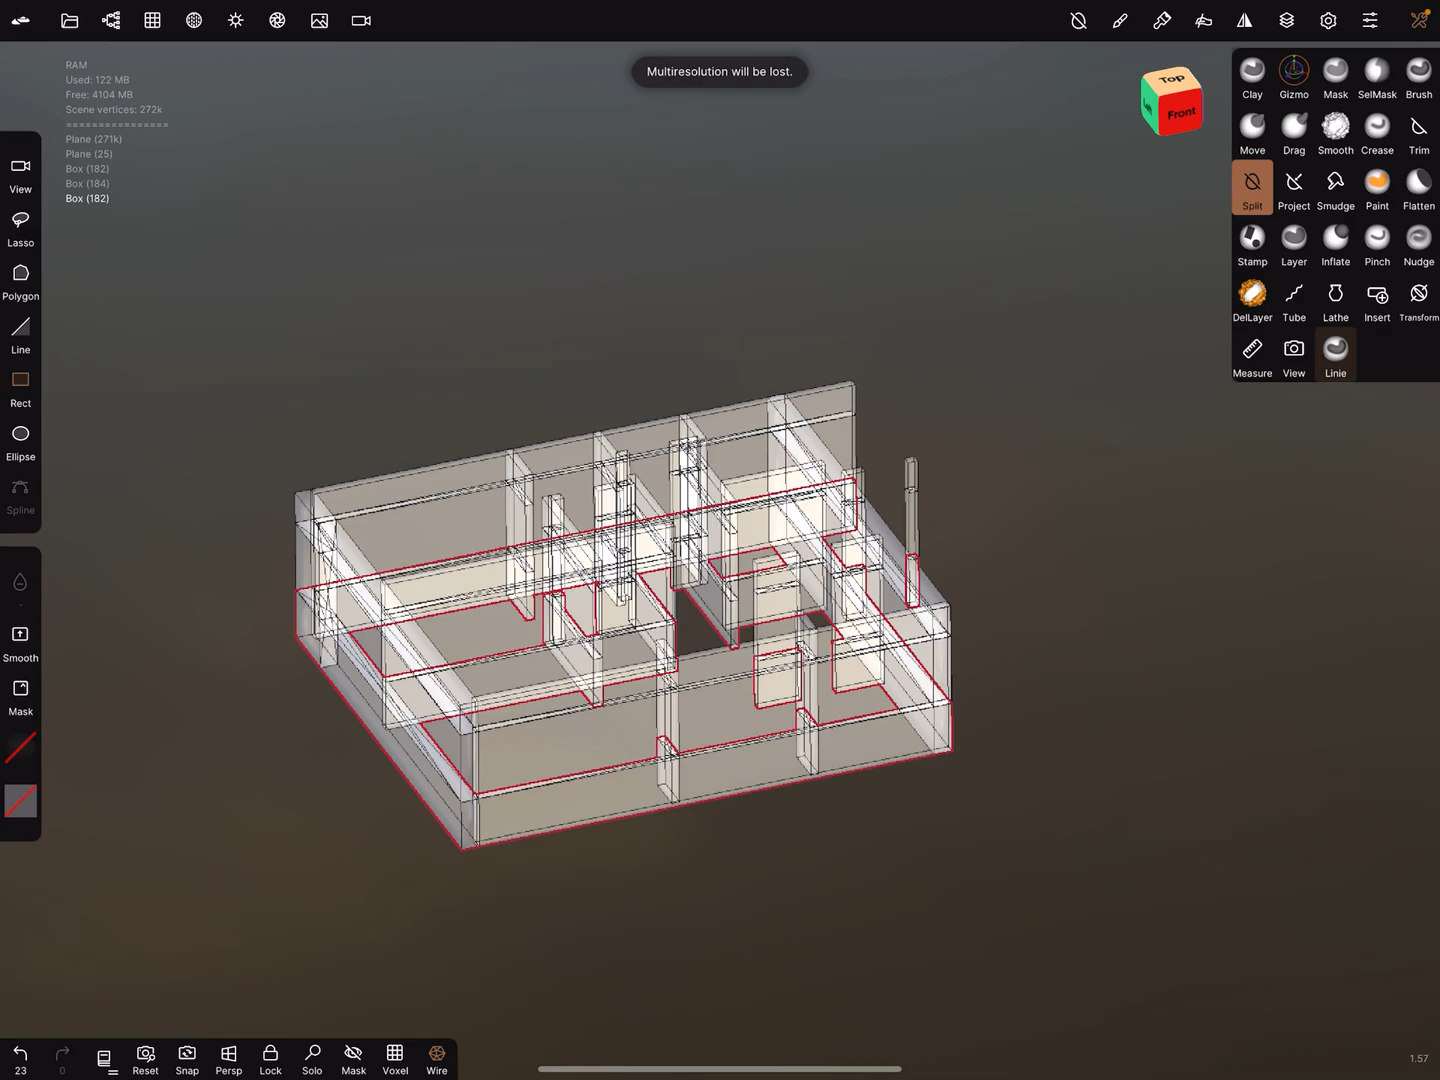 Multiresolution will be lost.
RAM
Used: 122 MB
Free: 4104 MB
Scene vertices: 272k
================
Plane (271k)
Plane (25)
Box (182)
Box (184)
Box (182)
Top
Front
Clay
Gizmo
Mask
SelMask
Brush
Move
Drag
Smooth
Crease
Trim
Split
Project
Smudge
Paint
Flatten
Stamp
Layer
Inflate
Pinch
Nudge
DelLayer
Tube
Lathe
Insert
Transform
Measure
View
Linie
View
Lasso
Polygon
Line
Rect
Ellipse
Spline
-
Smooth
Mask
23
0
Reset
Snap
Persp
Lock
Solo
Mask
Voxel
Wire
1.57